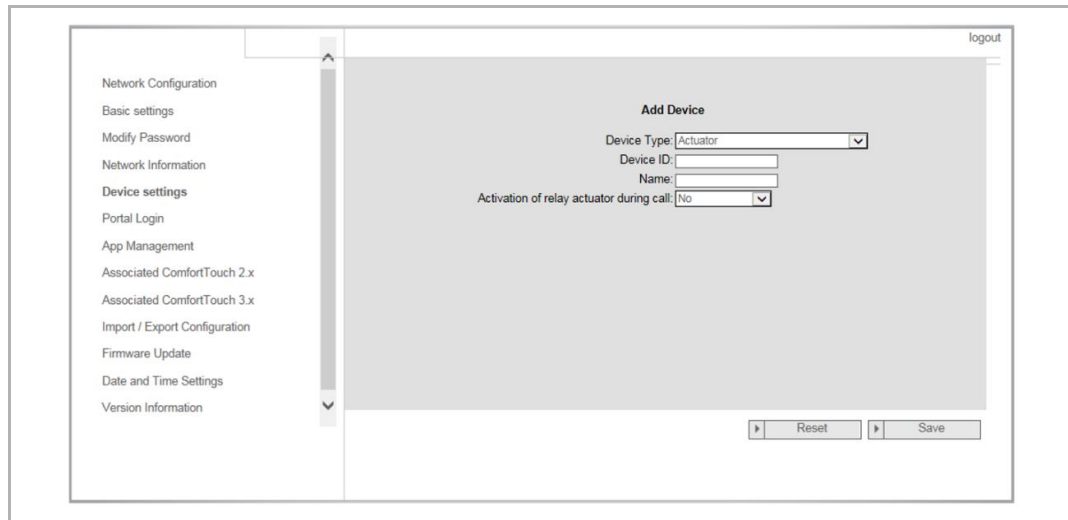 logout
Network Configuration
Basic settings
Modify Password
Network Information
Device settings
Portal Login
App Management
Associated ComfortTouch 2.x
Associated ComfortTouch 3.x
Import / Export Configuration
Firmware Update
Date and Time Settings
Version Information
Add Device
Device Type: Actuator
Device ID:
Name:
Activation of relay actuator during call: No
Reset
Save